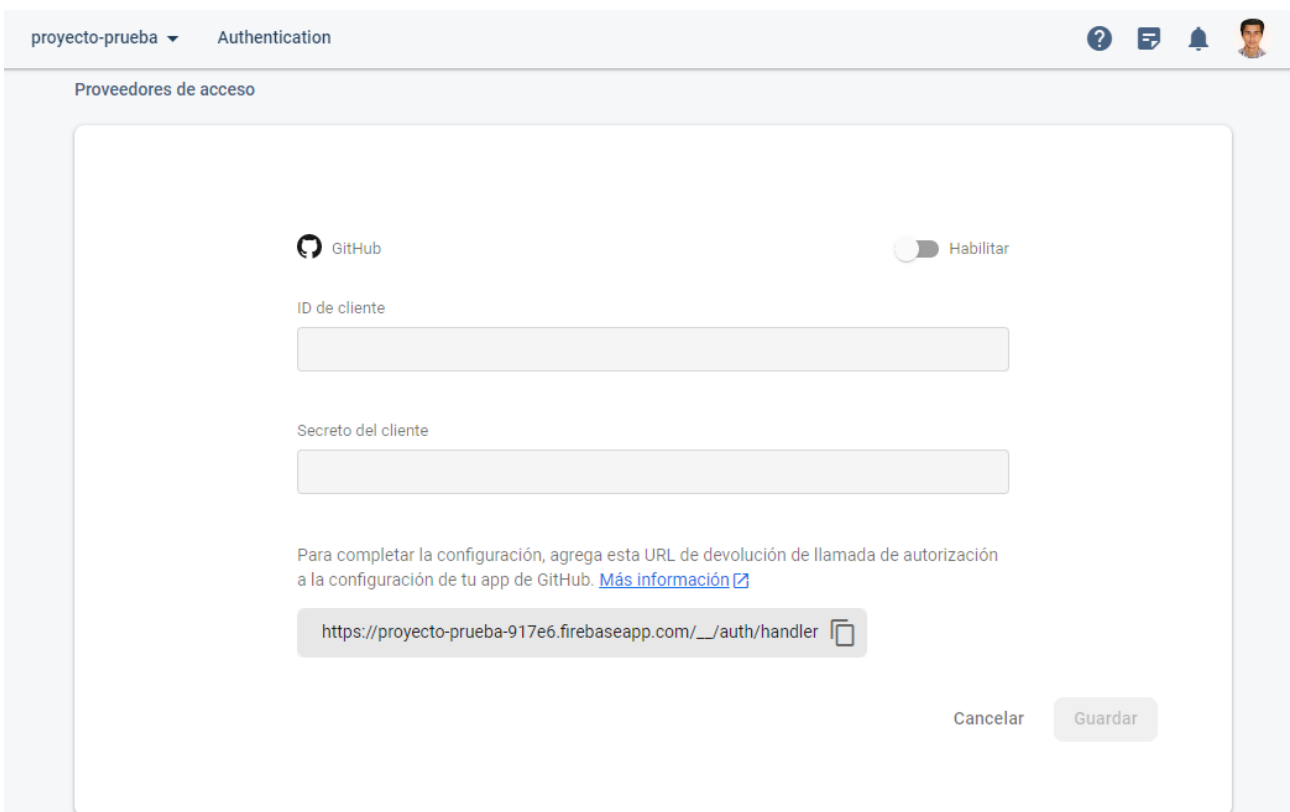 proyecto-prueba Authentication
Proveedores de acceso
GitHub Habilitar
ID de cliente
Secreto del cliente
Para completar la configuración, agrega esta URL de devolución de llamada de autorización
a la configuración de tu app de GitHub. Más información
https://proyecto-prueba-917e6.firebaseapp.com/__/auth/handler
Cancelar Guardar